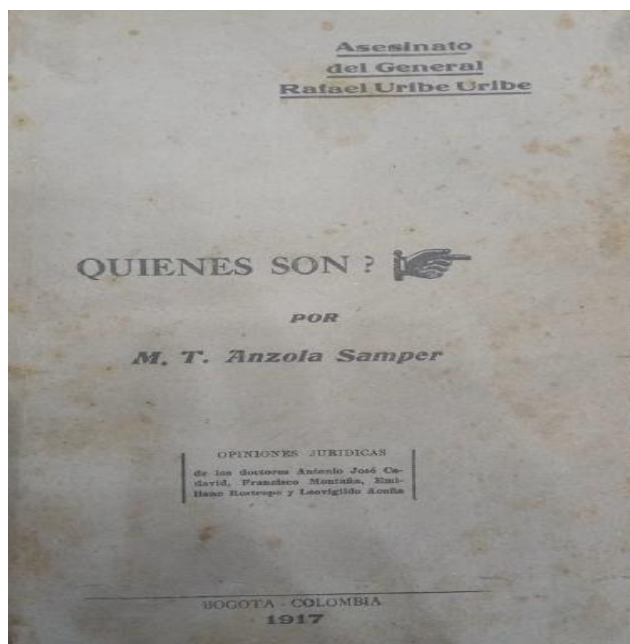 Asesinato
del General
Rafael Uribe Uribe
QUIENES SON ?
POR
M. T. Anzola Samper
OPINIONES JURIDICAS
de los doctores Antonio José Ca-
david, Francisco Montaña, Emi-
liano Restrepo y Leovigildo Acuña
BOGOTA - COLOMBIA
1917